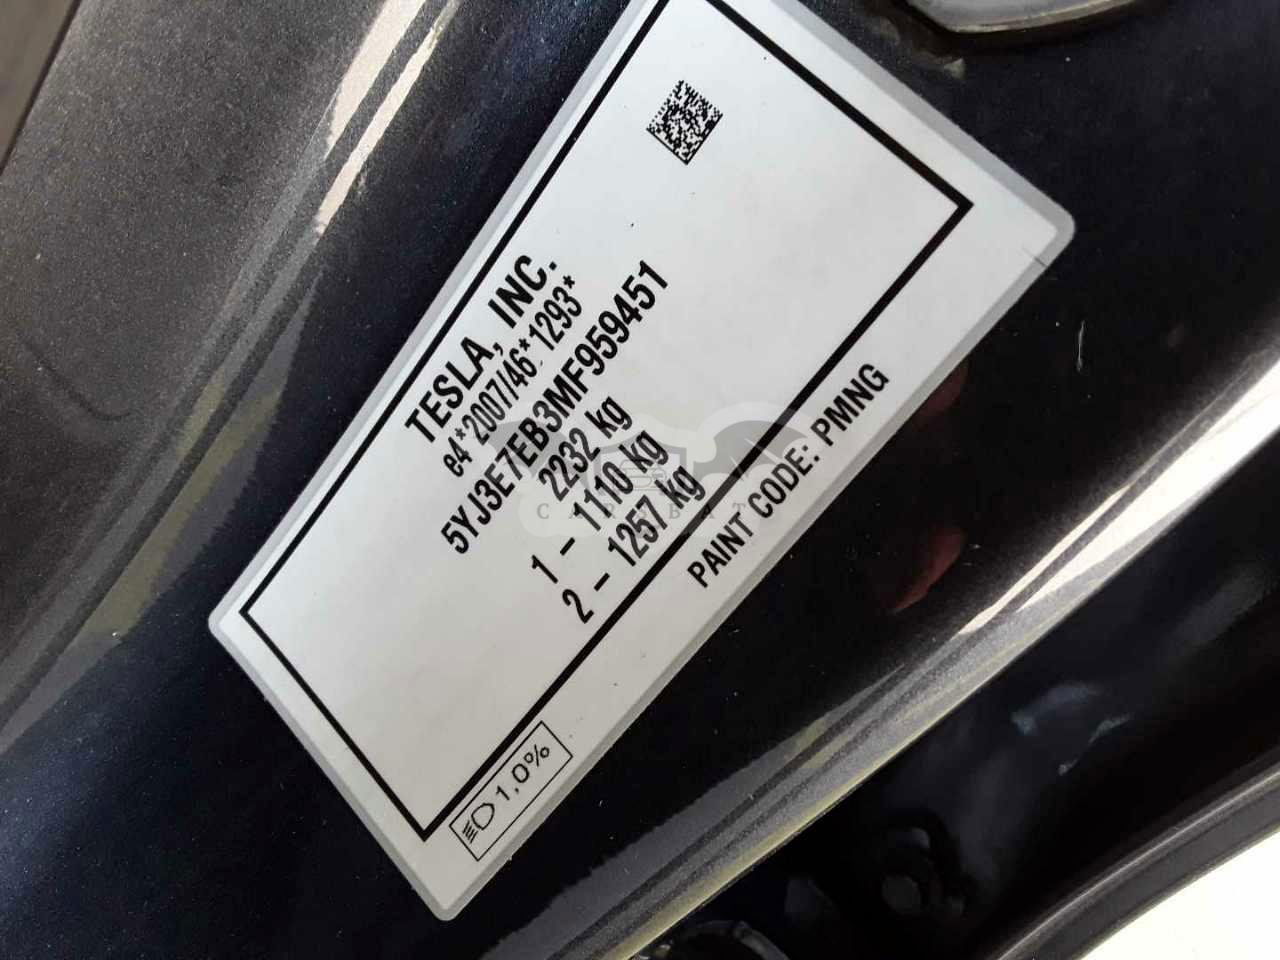 TESLA, INC.
e4*2007/46*1293*
5YJ3E7EB3MF959451
2232 kg
1 – 1110 kg
2 – 1257 kg
PAINT CODE: PMNG
1,0%